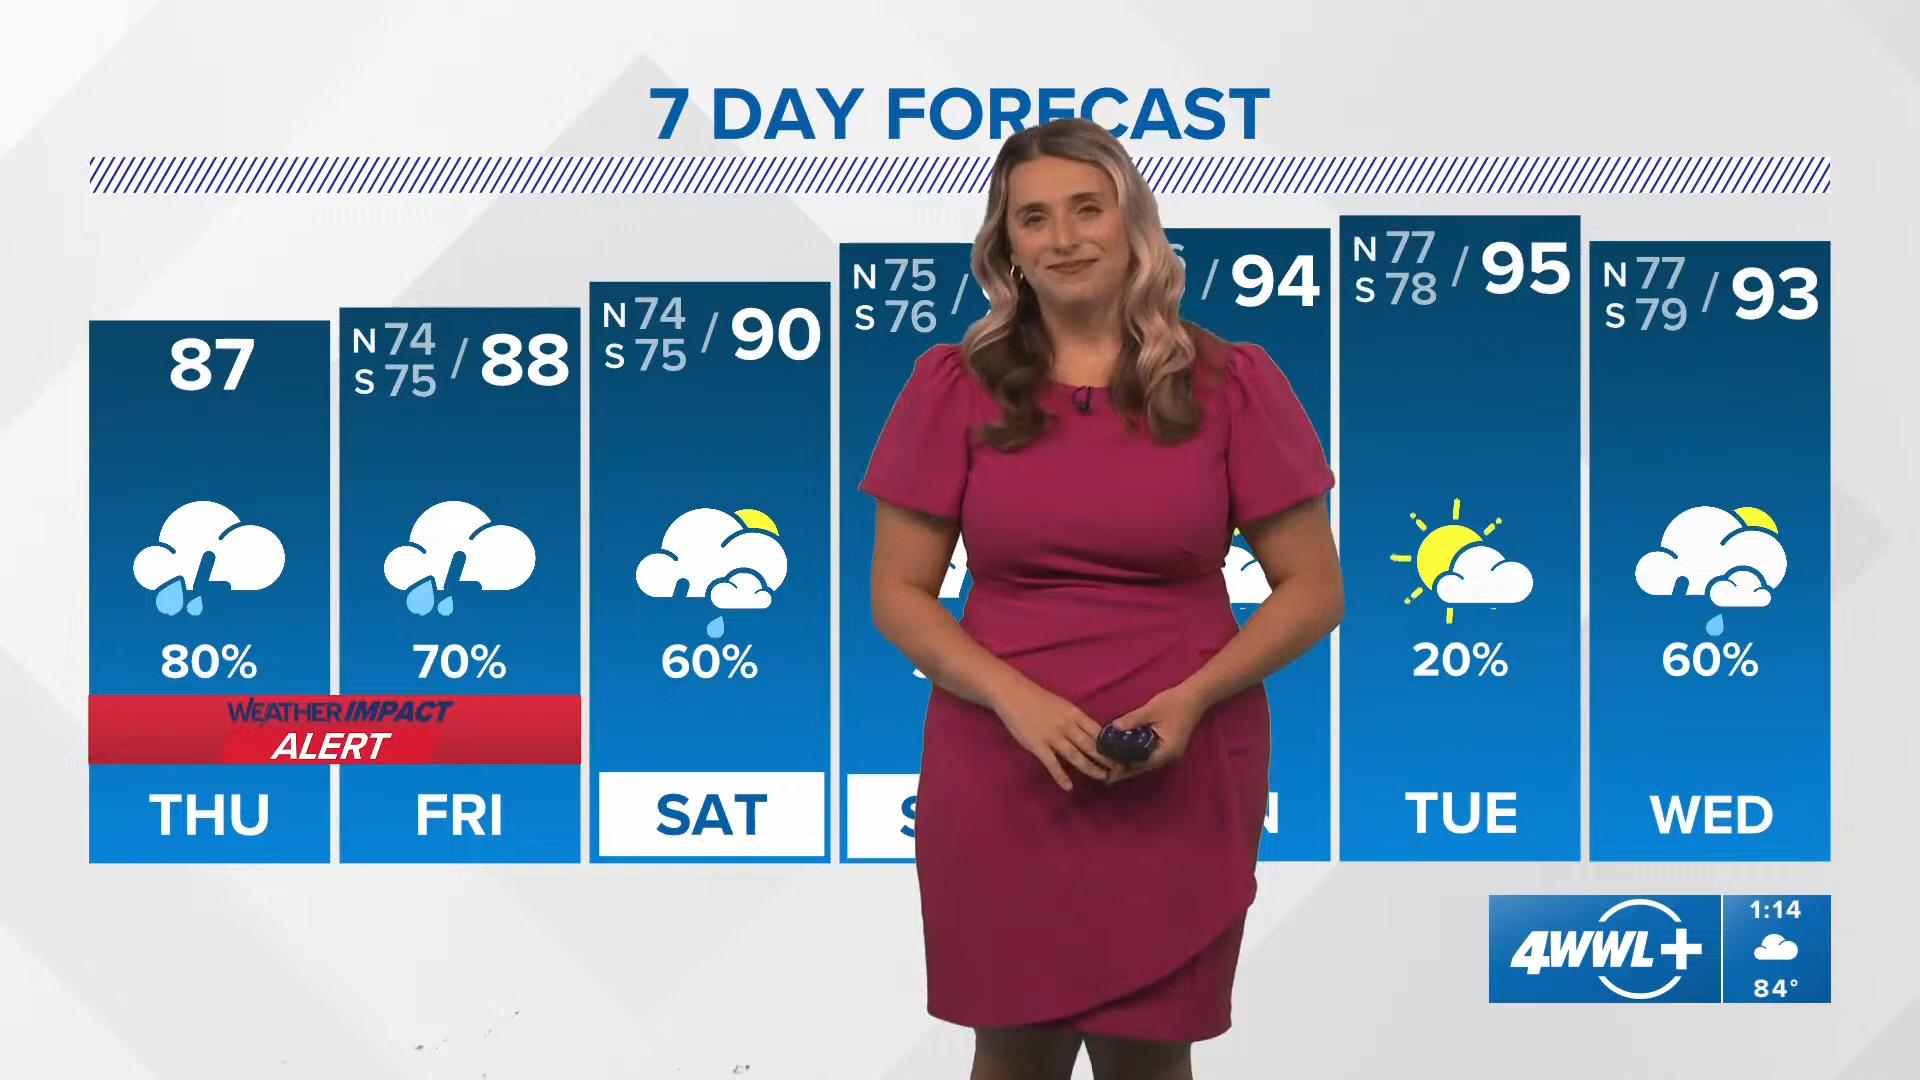 7 DAY FORECAST
87
80%
THU
N 74
S 75
/ 88
70%
FRI
WEATHER IMPACT
ALERT
N 74
S 75
/ 90
60%
SAT
N 75
S 76
/
/ 94
N 77
S 78
/ 95
20%
TUE
N 77
S 79
/ 93
60%
WED
4WWL+
1:14
84°